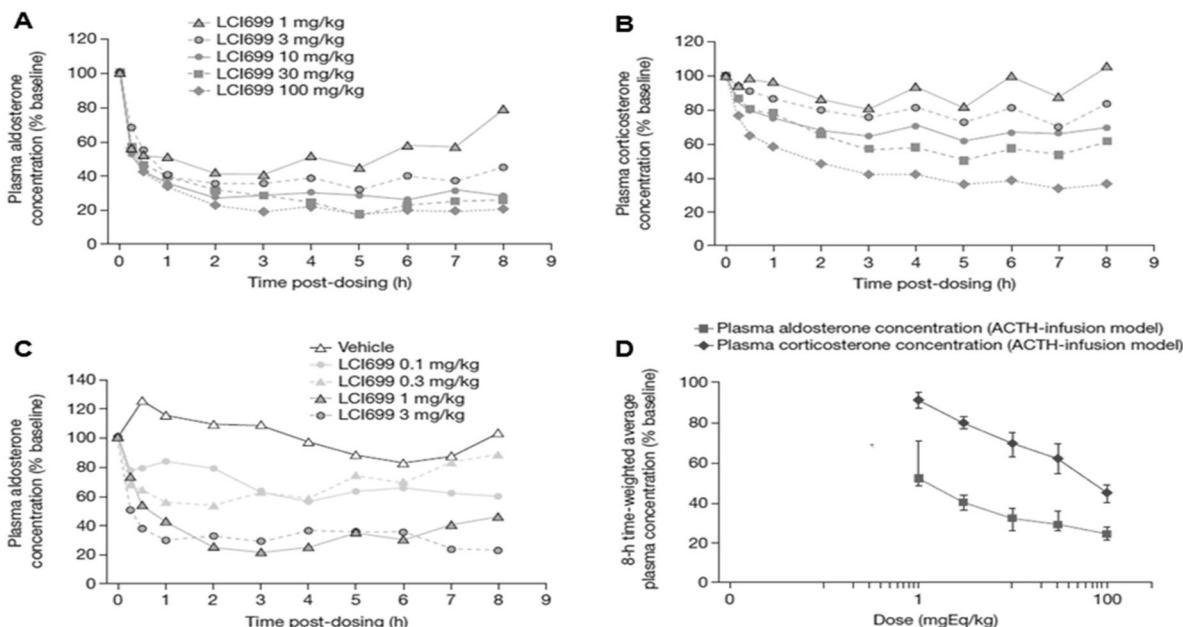 A
LCI699 1 mg/kg
LCI699 3 mg/kg
LCI699 10 mg/kg
LCI699 30 mg/kg
LCI699 100 mg/kg
Plasma aldosterone
concentration (% baseline)
120
100
80
60
40
20
0
0 1 2 3 4 5 6 7 8 9
Time post-dosing (h)
B
Plasma corticosterone
concentration (% baseline)
120
100
80
60
40
20
0
0 1 2 3 4 5 6 7 8 9
Time post-dosing (h)
C
Vehicle
LCI699 0.1 mg/kg
LCI699 0.3 mg/kg
LCI699 1 mg/kg
LCI699 3 mg/kg
Plasma aldosterone
concentration (% baseline)
140
120
100
80
60
40
20
0
0 1 2 3 4 5 6 7 8 9
Time post-dosing (h)
Plasma aldosterone concentration (ACTH-infusion model)
Plasma corticosterone concentration (ACTH-infusion model)
D
8-h time-weighted average
plasma concentration (% baseline)
100
80
60
40
20
0
0 1 100
Dose (mgEq/kg)